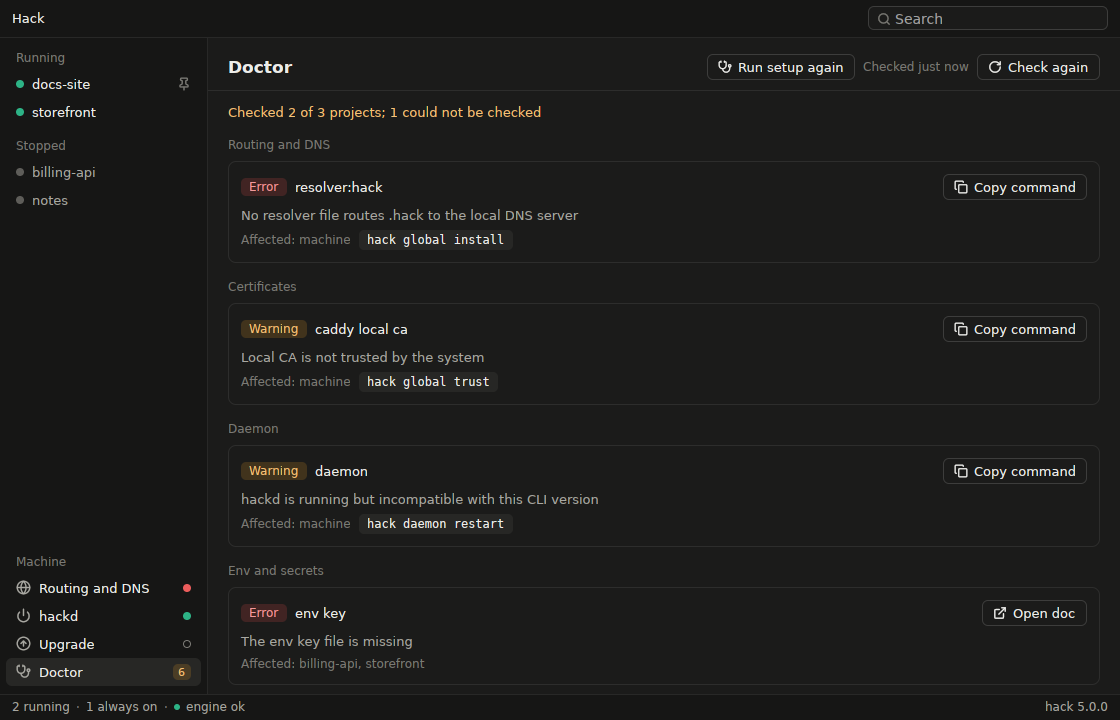 Hack
Search
Running
docs-site
storefront
Stopped
billing-api
notes
Machine
Routing and DNS
hackd
Upgrade
Doctor 6
Doctor
Run setup again
Checked just now
Check again
Checked 2 of 3 projects; 1 could not be checked
Routing and DNS
Error resolver:hack
Copy command
No resolver file routes .hack to the local DNS server
Affected: machine hack global install
Certificates
Warning caddy local ca
Copy command
Local CA is not trusted by the system
Affected: machine hack global trust
Daemon
Warning daemon
Copy command
hackd is running but incompatible with this CLI version
Affected: machine hack daemon restart
Env and secrets
Error env key
Open doc
The env key file is missing
Affected: billing-api, storefront
2 running · 1 always on · engine ok
hack 5.0.0